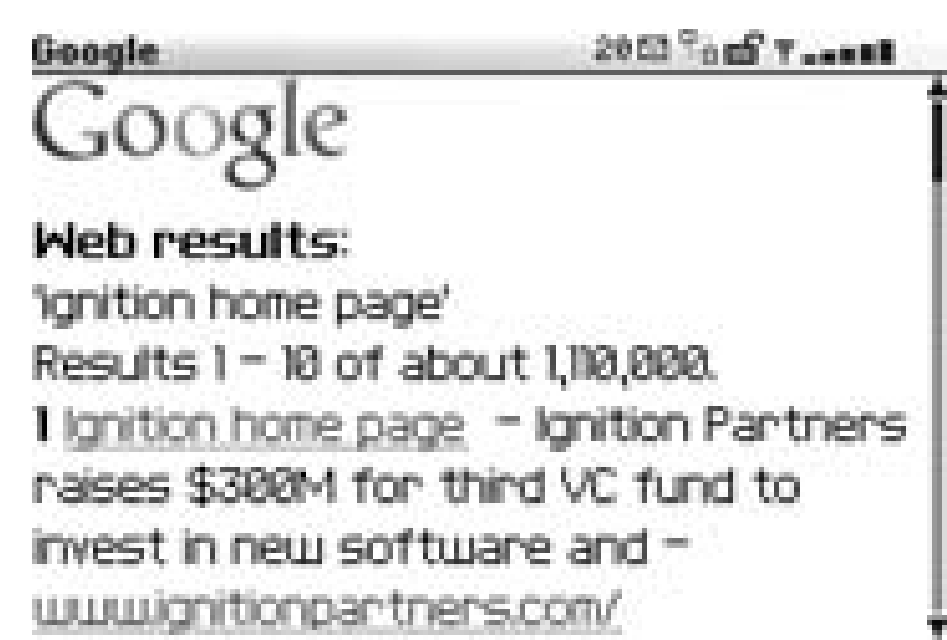 Google 20
Google
Web results:
'ignition home page'
Results 1 - 10 of about 1,110,000.
1 Ignition home page - Ignition Partners
raises $300M for third VC fund to
invest in new software and -
www.ignitionpartners.com/